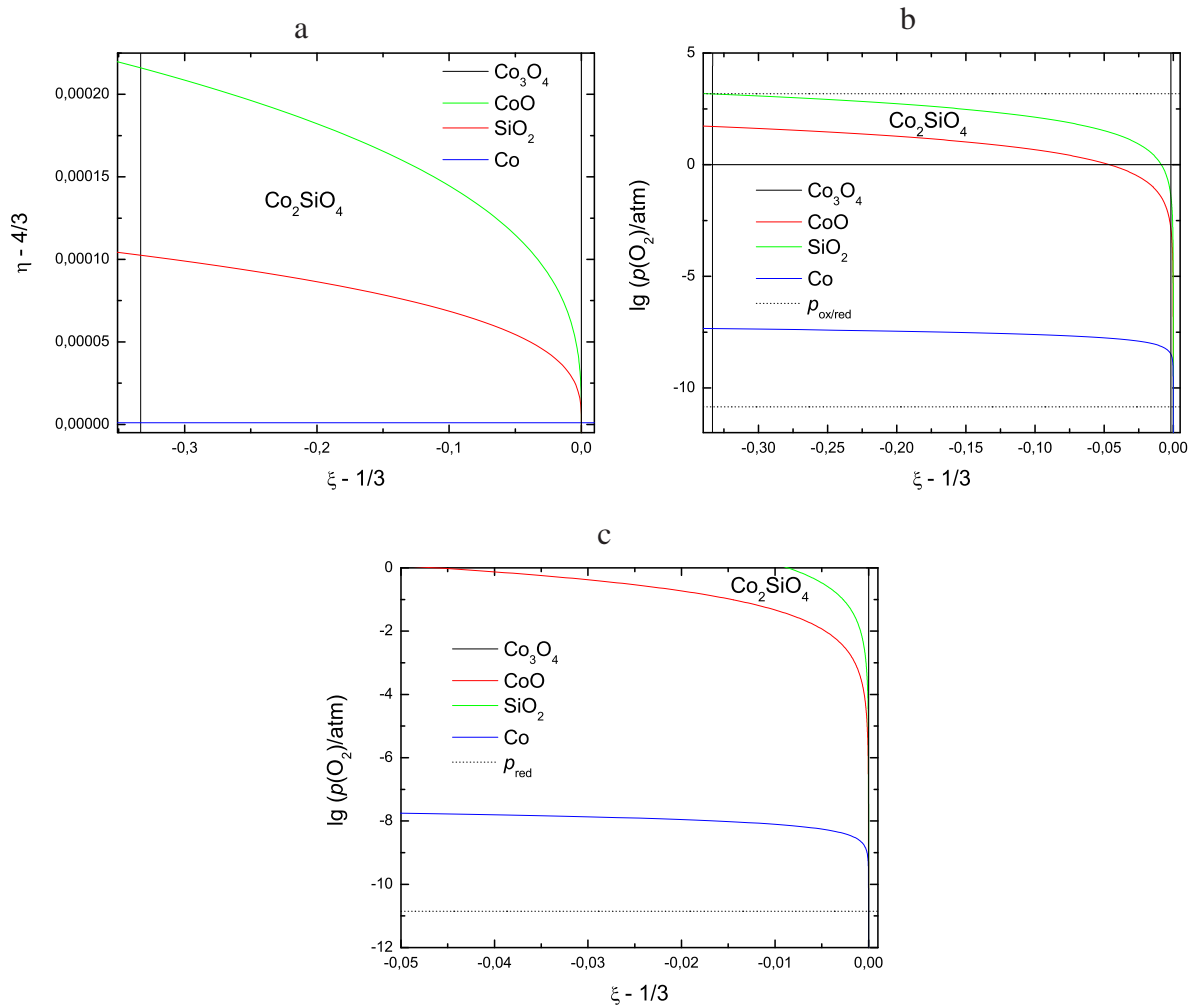 a
Co₃O₄
CoO
SiO₂
Co
Co₂SiO₄
0,00020
0,00015
0,00010
0,00005
0,00000
η - 4/3
-0,3
-0,2
-0,1
0,0
ξ - 1/3
b
Co₂SiO₄
Co₃O₄
CoO
SiO₂
Co
p_ox/red
5
0
-5
-10
lg (p(O₂)/atm)
-0,30
-0,25
-0,20
-0,15
-0,10
-0,05
0,00
ξ - 1/3
c
Co₂SiO₄
Co₃O₄
CoO
SiO₂
Co
p_red
0
-2
-4
-6
-8
-10
-12
lg (p(O₂)/atm)
-0,05
-0,04
-0,03
-0,02
-0,01
0,00
ξ - 1/3